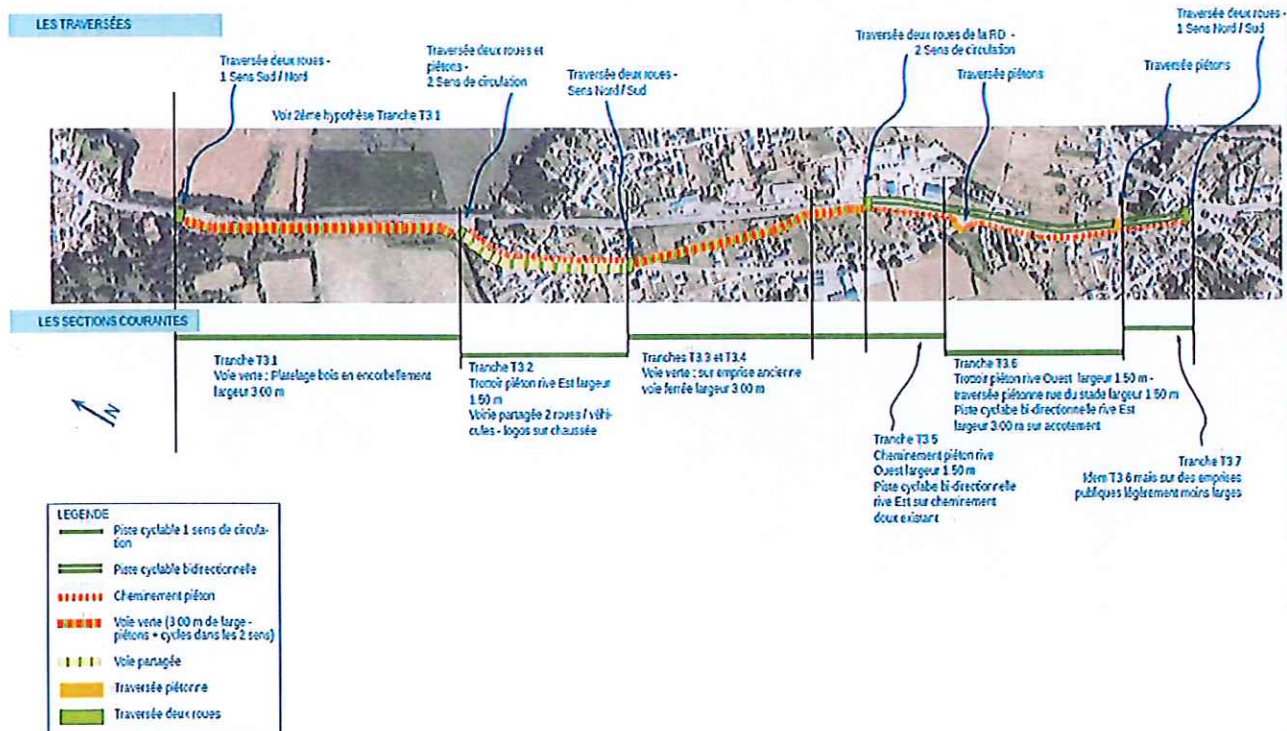 LES TRAVERSÉES
Traversée deux roues -
1 Sens Sud / Nord
Traversée deux roues et
piétons -
2 Sens de circulation
Traversée deux roues -
Sens Nord / Sud
Traversée deux roues de la RD -
2 Sens de circulation
Traversée piétons
Traversée deux roues -
1 Sens Nord / Sud
Traversée piétons
Voir 2ème hypothèse Tranche T3.1
LES SECTIONS COURANTES
Tranche T3.1
Voie verte : Platelage bois en encorbellement
largeur 3.00 m
Tranche T3.2
Trottoir piéton rive Est largeur
1.50 m
Voirie partagée 2 roues / véhi-
cules - logos sur chaussée
Tranches T3.3 et T3.4
Voie verte : sur emprise ancienne
voie ferrée largeur 3.00 m
Tranche T3.5
Cheminement piéton rive
Ouest largeur 1.50 m
Piste cyclabe bi-directionnelle
rive Est sur cheminement
doux existant
Tranche T3.6
Trottoir piéton rive Ouest largeur 1.50 m -
traversée piétonne rue du stade largeur 1.50 m
Piste cyclabe bi-directionnelle rive Est
largeur 3.00 m sur accotement
Tranche T3.7
Idem T3.6 mais sur des emprises
publiques légèrement moins larges
N
LEGENDE
Piste cyclable 1 sens de circula-
tion
Piste cyclable bidirectionnelle
Cheminement piéton
Voie verte (3.00 m de large -
piétons + cycles dans les 2 sens)
Voie partagée
Traversée piétonne
Traversée deux roues